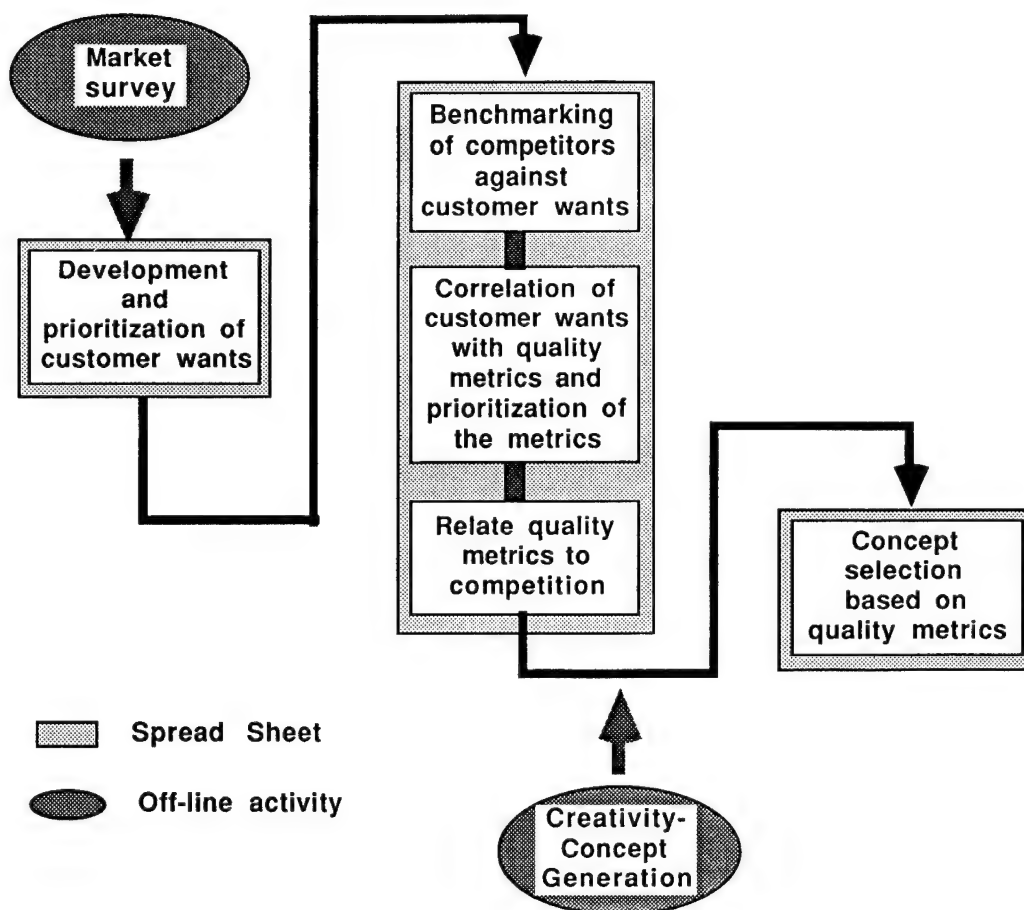 Market
survey
Development
and
prioritization of
customer wants
Benchmarking
of competitors
against
customer wants
Correlation of
customer wants
with quality
metrics and
prioritization of
the metrics
Relate quality
metrics to
competition
Concept
selection
based on
quality metrics
Spread Sheet
Off-line activity
Creativity-
Concept
Generation